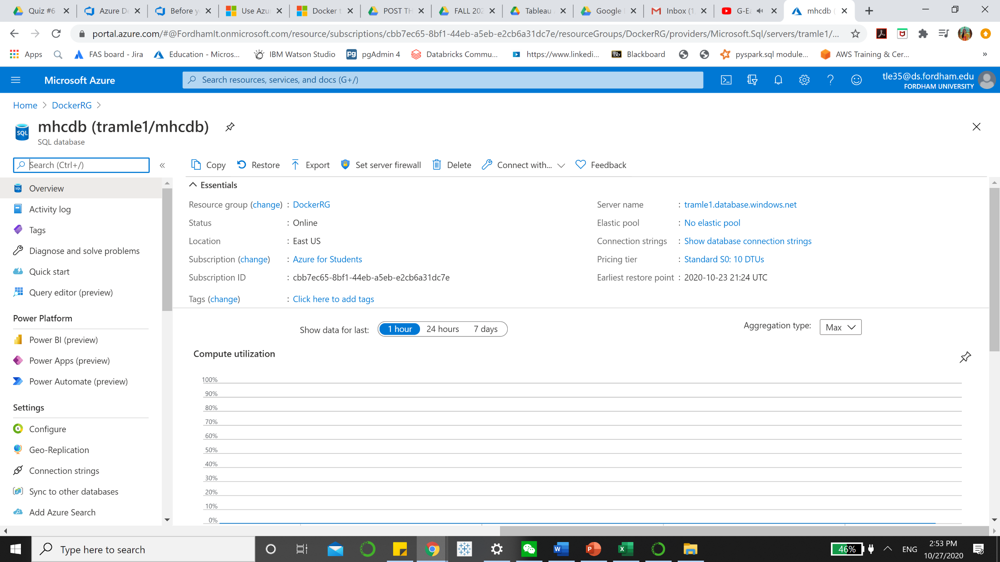 Quiz #6
Azure De
Before y
Use Azur
Docker t
POST TH
FALL 202
Tableau
Google
Inbox (1
G-Ea
mhcdb (
portal.azure.com/#@FordhamIt.onmicrosoft.com/resource/subscriptions/cbb7ec65-8bf1-44eb-a5eb-e2cb6a31dc7e/resourceGroups/DockerRG/providers/Microsoft.Sql/servers/tramle1/...
Apps
FAS board - Jira
Education - Micros...
IBM Watson Studio
Pg
pgAdmin 4
Databricks Commu...
https://www.linkedi...
Bb
Blackboard
pyspark.sql module...
AWS Training & Cer...
»
Microsoft Azure
Search resources, services, and docs (G+/)
tle35@ds.fordham.edu
FORDHAM UNIVERSITY
Home > DockerRG >
SQL
mhcdb (tramle1/mhcdb)
SQL database
Search (Ctrl+/)
«
Copy
Restore
Export
Set server firewall
Delete
Connect with...
Feedback
Overview
Activity log
Tags
Diagnose and solve problems
Quick start
Query editor (preview)
Power Platform
Power BI (preview)
Power Apps (preview)
Power Automate (preview)
Settings
Configure
Geo-Replication
Connection strings
Sync to other databases
Add Azure Search
Essentials
Resource group (change) : DockerRG
Status : Online
Location : East US
Subscription (change) : Azure for Students
Subscription ID : cbb7ec65-8bf1-44eb-a5eb-e2cb6a31dc7e
Tags (change) : Click here to add tags
Server name : tramle1.database.windows.net
Elastic pool : No elastic pool
Connection strings : Show database connection strings
Pricing tier : Standard S0: 10 DTUs
Earliest restore point : 2020-10-23 21:24 UTC
Show data for last: 1 hour 24 hours 7 days
Aggregation type: Max
Compute utilization
100%
90%
80%
70%
60%
50%
40%
30%
20%
10%
0%
Type here to search
W
P
X
46%
ENG
2:53 PM
10/27/2020